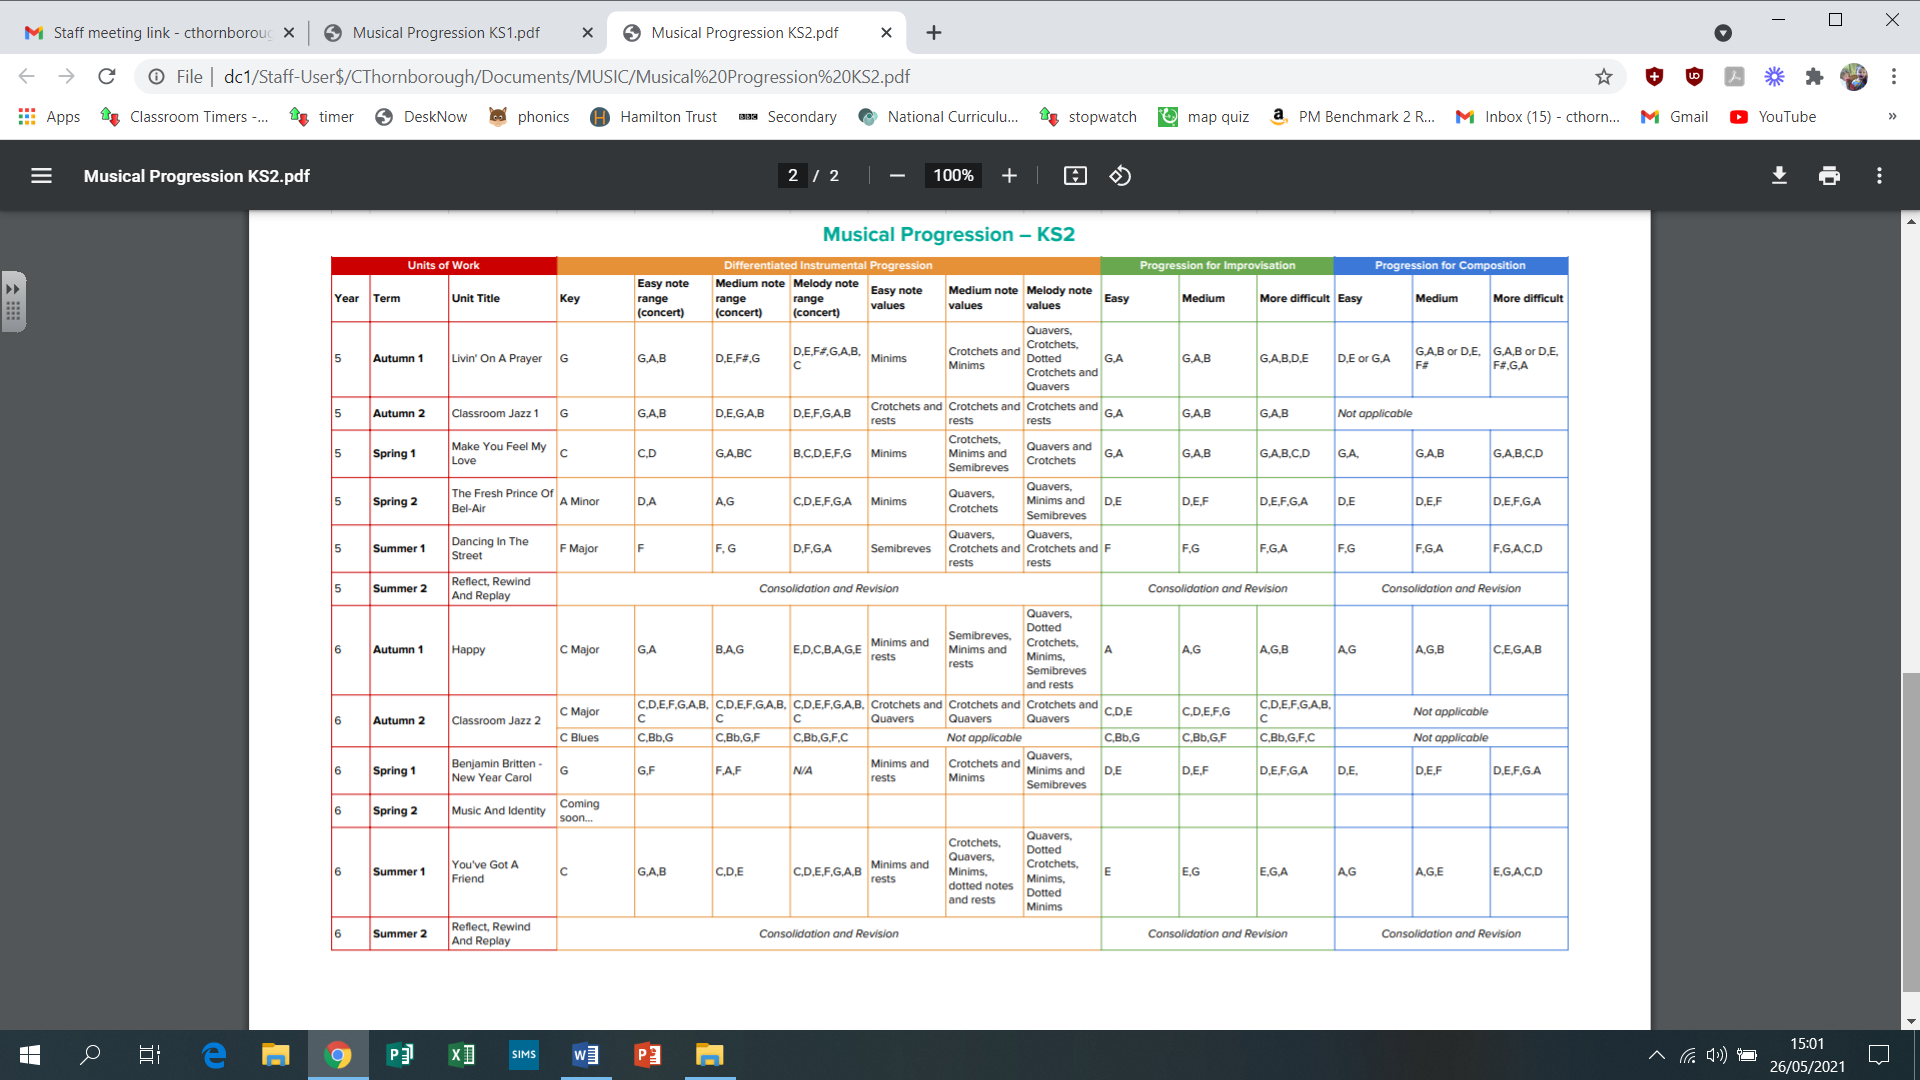 Staff meeting link - cthornboroug
Musical Progression KS1.pdf
Musical Progression KS2.pdf
File | dc1/Staff-User$/CThornborough/Documents/MUSIC/Musical%20Progression%20KS2.pdf
Apps Classroom Timers -... timer DeskNow phonics Hamilton Trust BBC Secondary National Curriculu... stopwatch map quiz PM Benchmark 2 R... Inbox (15) - cthorn... Gmail YouTube »
Musical Progression KS2.pdf 2 / 2 100%
Musical Progression – KS2
Units of Work Differentiated Instrumental Progression Progression for Improvisation Progression for Composition
Year Term Unit Title Key Easy note range (concert) Medium note range (concert) Melody note range (concert) Easy note values Medium note values Melody note values Easy Medium More difficult Easy Medium More difficult
5 Autumn 1 Livin' On A Prayer G G,A,B D,E,F#,G D,E,F#,G,A,B, C Minims Crotchets and Minims Quavers, Crotchets, Dotted Crotchets and Quavers G,A G,A,B G,A,B,D,E D,E or G,A G,A,B or D,E, F# G,A,B or D,E, F#,G,A
5 Autumn 2 Classroom Jazz 1 G G,A,B D,E,G,A,B D,E,F,G,A,B Crotchets and rests Crotchets and rests Crotchets and rests G,A G,A,B G,A,B Not applicable
5 Spring 1 Make You Feel My Love C C,D G,A,BC B,C,D,E,F,G Minims Crotchets, Minims and Semibreves Quavers and Crotchets G,A G,A,B G,A,B,C,D G,A, G,A,B G,A,B,C,D
5 Spring 2 The Fresh Prince Of Bel-Air A Minor D,A A,G C,D,E,F,G,A Minims Quavers, Crotchets Quavers, Minims and Semibreves D,E D,E,F D,E,F,G,A D,E D,E,F D,E,F,G,A
5 Summer 1 Dancing In The Street F Major F F, G D,F,G,A Semibreves Quavers, Crotchets and rests Quavers, Crotchets and rests F F,G F,G,A F,G F,G,A F,G,A,C,D
5 Summer 2 Reflect, Rewind And Replay Consolidation and Revision Consolidation and Revision Consolidation and Revision
6 Autumn 1 Happy C Major G,A B,A,G E,D,C,B,A,G,E Minims and rests Semibreves, Minims and rests Quavers, Dotted Crotchets, Minims, Semibreves and rests A A,G A,G,B A,G A,G,B C,E,G,A,B
6 Autumn 2 Classroom Jazz 2 C Major C,D,E,F,G,A,B, C C,D,E,F,G,A,B, C C,D,E,F,G,A,B, C Crotchets and Quavers Crotchets and Quavers Crotchets and Quavers C,D,E C,D,E,F,G C,D,E,F,G,A,B, C Not applicable
C Blues C,Bb,G C,Bb,G,F C,Bb,G,F,C Not applicable C,Bb,G C,Bb,G,F C,Bb,G,F,C Not applicable
6 Spring 1 Benjamin Britten - New Year Carol G G,F F,A,F N/A Minims and rests Crotchets and Minims Quavers, Minims and Semibreves D,E D,E,F D,E,F,G,A D,E, D,E,F D,E,F,G.A
6 Spring 2 Music And Identity Coming soon...
6 Summer 1 You've Got A Friend C G,A,B C,D,E C,D,E,F,G,A,B Minims and rests Crotchets, Quavers, Minims, dotted notes and rests Quavers, Dotted Crotchets, Minims, Dotted Minims E E,G E,G,A A,G A,G,E E,G,A,C,D
6 Summer 2 Reflect, Rewind And Replay Consolidation and Revision Consolidation and Revision Consolidation and Revision
SIMS
15:01
26/05/2021